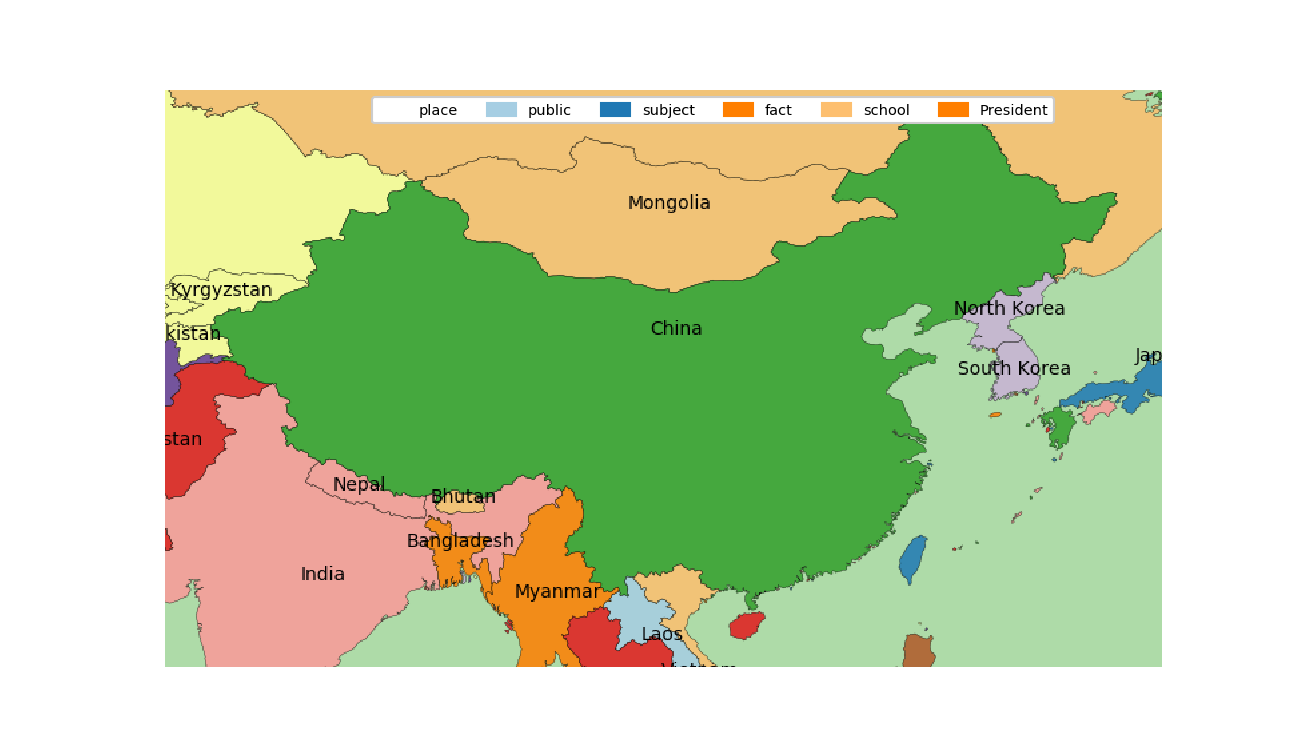 place public subject fact school President
Mongolia
Kyrgyzstan
North Korea
kistan
China
Jap
South Korea
stan
Nepal
Bhutan
Bangladesh
India
Myanmar
Laos
Vietnam